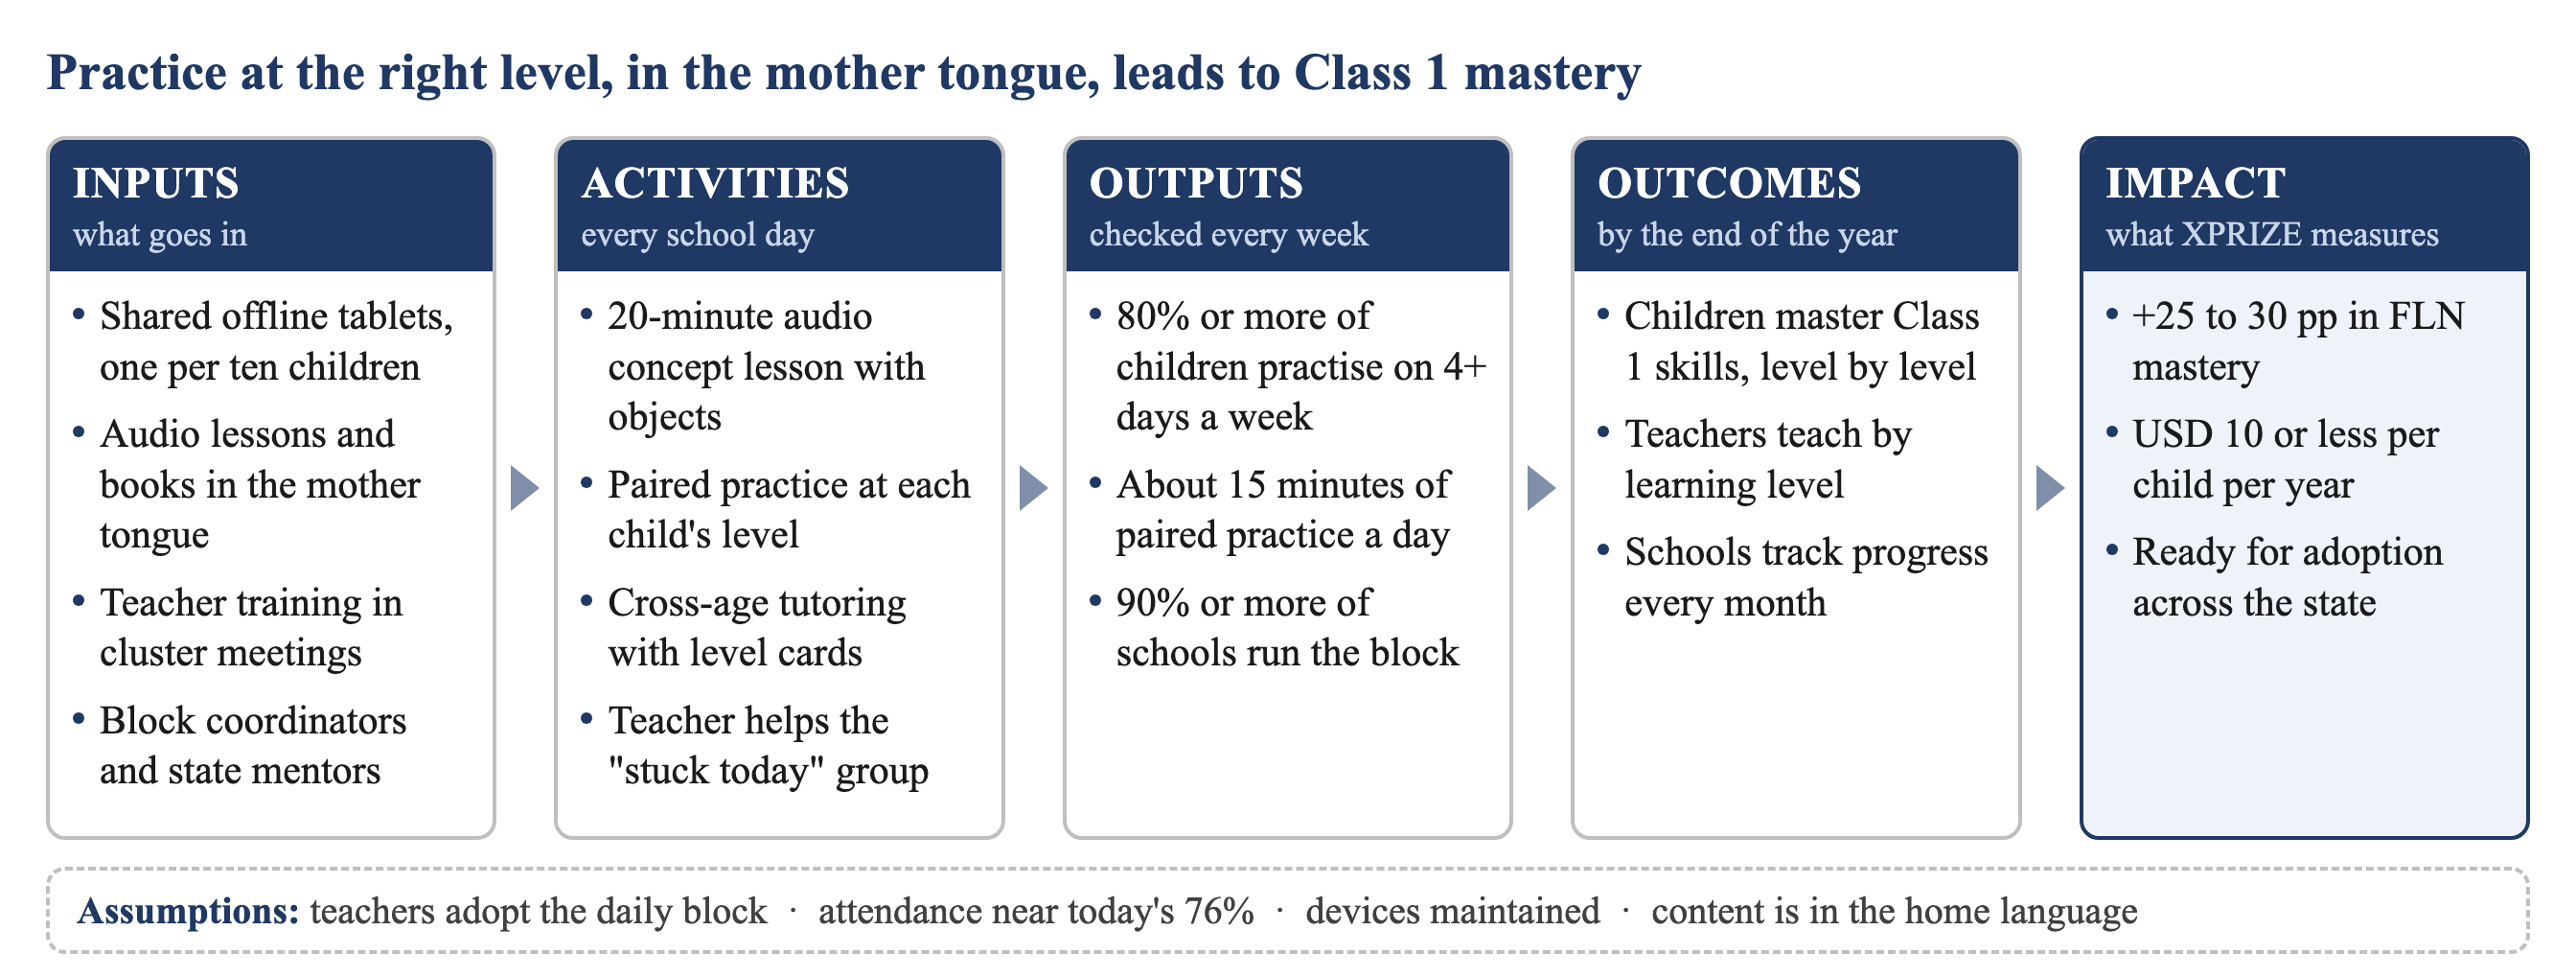 Practice at the right level, in the mother tongue, leads to Class 1 mastery
INPUTS
what goes in
• Shared offline tablets,
one per ten children
• Audio lessons and
books in the mother
tongue
• Teacher training in
cluster meetings
• Block coordinators
and state mentors
ACTIVITIES
every school day
• 20-minute audio
concept lesson with
objects
• Paired practice at each
child's level
• Cross-age tutoring
with level cards
• Teacher helps the
"stuck today" group
OUTPUTS
checked every week
• 80% or more of
children practise on 4+
days a week
• About 15 minutes of
paired practice a day
• 90% or more of
schools run the block
OUTCOMES
by the end of the year
• Children master Class
1 skills, level by level
• Teachers teach by
learning level
• Schools track progress
every month
IMPACT
what XPRIZE measures
• +25 to 30 pp in FLN
mastery
• USD 10 or less per
child per year
• Ready for adoption
across the state
Assumptions: teachers adopt the daily block · attendance near today's 76% · devices maintained · content is in the home language